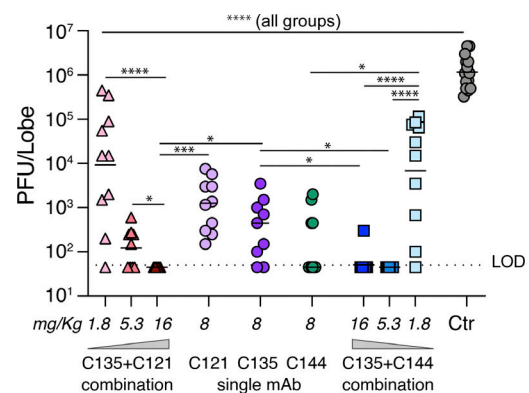 **** (all groups)
10⁷
10⁶
10⁵
10⁴
10³
10²
10¹
PFU/Lobe
****
*
*
***
*
*
*
****
****
LOD
mg/Kg 1.8 5.3 16 8 8 8 16 5.3 1.8 Ctr
C135+C121 C121 C135 C144 C135+C144
combination single mAb combination